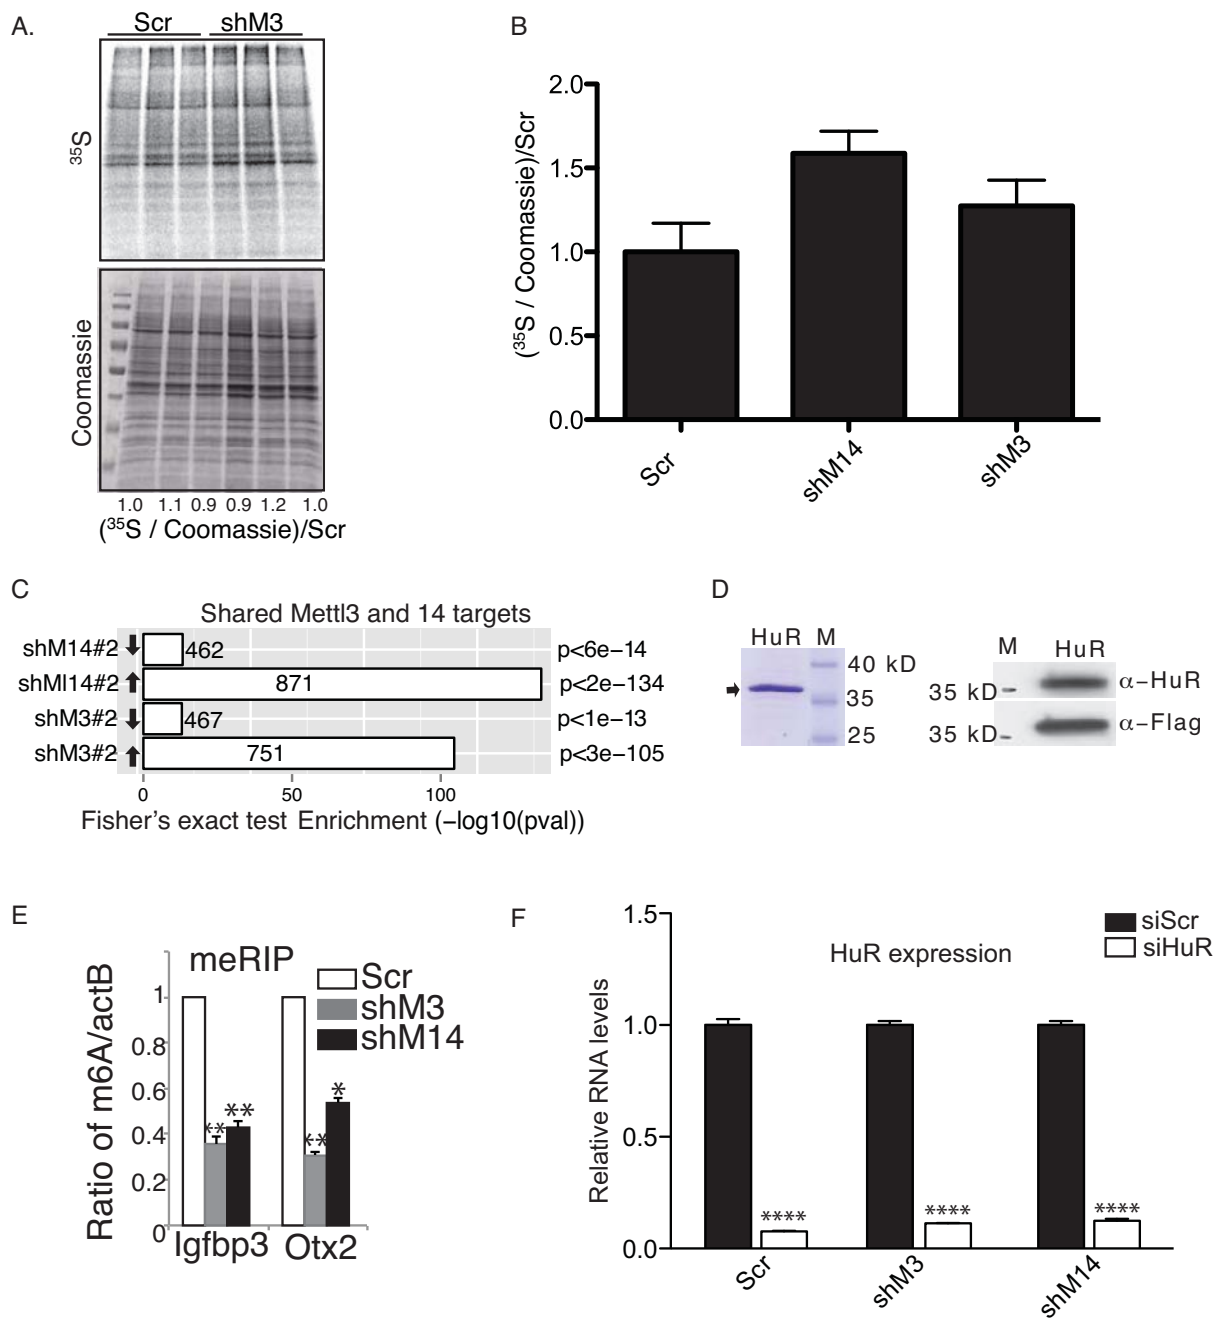 A.
Scr shM3
35S
Coomassie
1.0 1.1 0.9 0.9 1.2 1.0
(35S / Coomassie)/Scr
B
(35S / Coomassie)/Scr
2.0
1.5
1.0
0.5
0.0
Scr shM14 shM3
C
Shared Mettl3 and 14 targets
shM14#2 462 p<6e−14
shMl14#2 871 p<2e−134
shM3#2 467 p<1e−13
shM3#2 751 p<3e−105
0 50 100
Fisher's exact test Enrichment (−log10(pval))
D
HuR M
40 kD
35
25
M HuR
35 kD α−HuR
35 kD α−Flag
E
meRIP
Scr
shM3
shM14
Ratio of m6A/actB
1
0.8
0.6
0.4
0.2
0
** **
** *
Igfbp3 Otx2
F
siScr
siHuR
HuR expression
Relative RNA levels
1.5
1.0
0.5
0.0
**** **** ****
Scr shM3 shM14